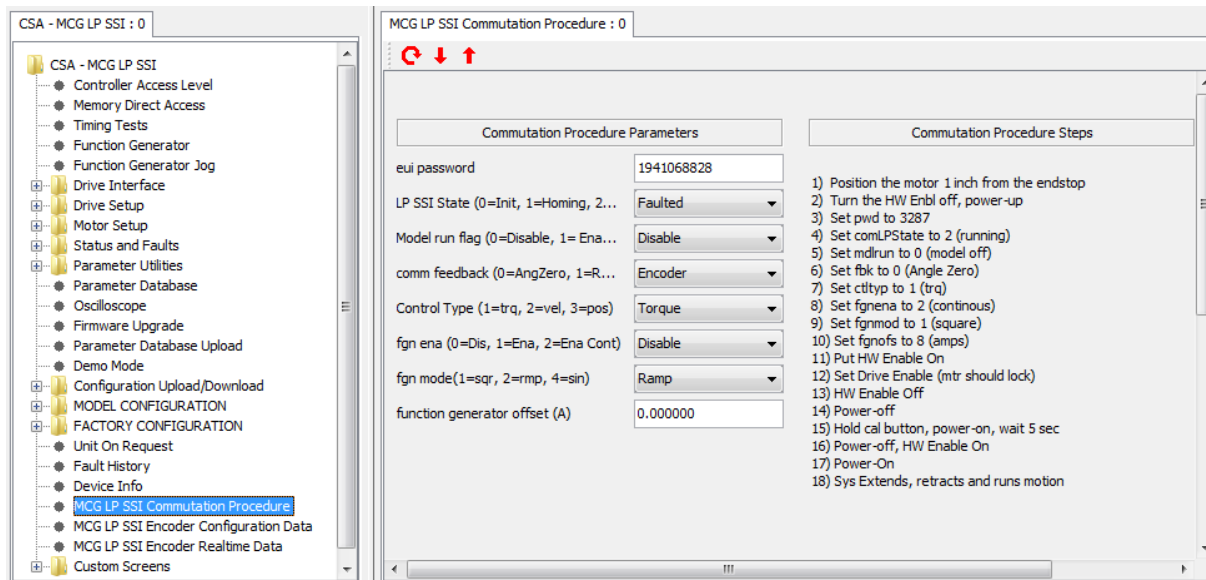 CSA - MCG LP SSI : 0
CSA - MCG LP SSI
Controller Access Level
Memory Direct Access
Timing Tests
Function Generator
Function Generator Jog
Drive Interface
Drive Setup
Motor Setup
Status and Faults
Parameter Utilities
Parameter Database
Oscilloscope
Firmware Upgrade
Parameter Database Upload
Demo Mode
Configuration Upload/Download
MODEL CONFIGURATION
FACTORY CONFIGURATION
Unit On Request
Fault History
Device Info
MCG LP SSI Commutation Procedure
MCG LP SSI Encoder Configuration Data
MCG LP SSI Encoder Realtime Data
Custom Screens
MCG LP SSI Commutation Procedure : 0
Commutation Procedure Parameters
eui password 1941068828
LP SSI State (0=Init, 1=Homing, 2... Faulted
Model run flag (0=Disable, 1= Ena... Disable
comm feedback (0=AngZero, 1=R... Encoder
Control Type (1=trq, 2=vel, 3=pos) Torque
fgn ena (0=Dis, 1=Ena, 2=Ena Cont) Disable
fgn mode(1=sqr, 2=rmp, 4=sin) Ramp
function generator offset (A) 0.000000
Commutation Procedure Steps
1) Position the motor 1 inch from the endstop
2) Turn the HW Enbl off, power-up
3) Set pwd to 3287
4) Set comLPState to 2 (running)
5) Set mdlrun to 0 (model off)
6) Set fbk to 0 (Angle Zero)
7) Set ctltyp to 1 (trq)
8) Set fgnena to 2 (continous)
9) Set fgnmod to 1 (square)
10) Set fgnofs to 8 (amps)
11) Put HW Enable On
12) Set Drive Enable (mtr should lock)
13) HW Enable Off
14) Power-off
15) Hold cal button, power-on, wait 5 sec
16) Power-off, HW Enable On
17) Power-On
18) Sys Extends, retracts and runs motion